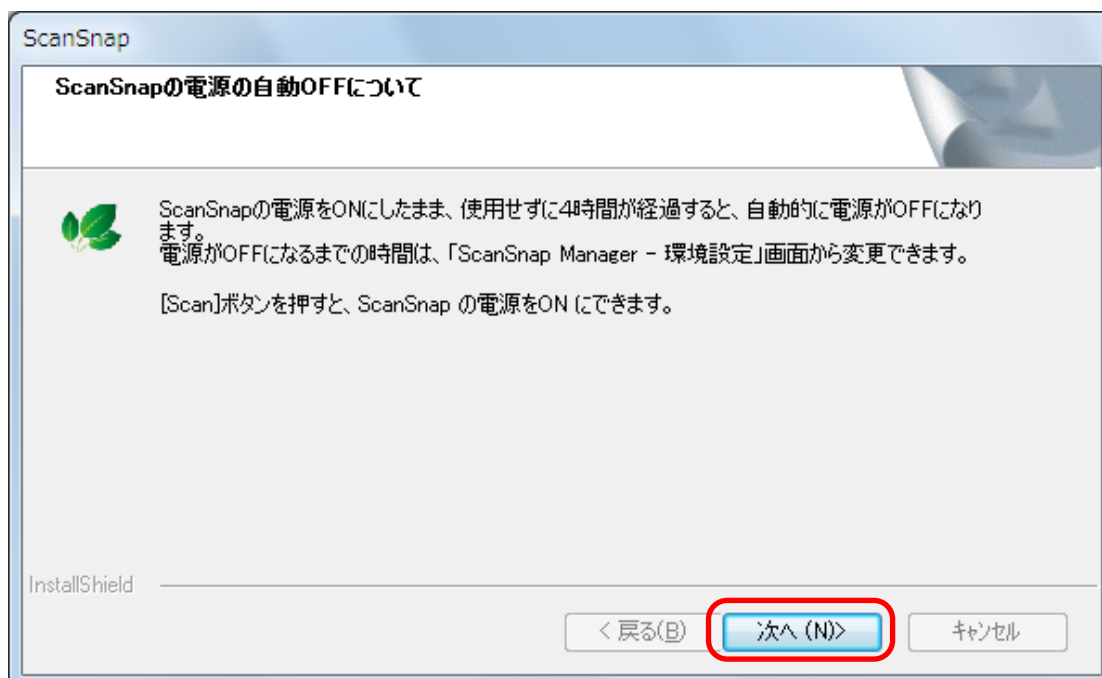 ScanSnap
ScanSnapの電源の自動OFFについて
ScanSnapの電源をONにしたまま、使用せずに4時間が経過すると、自動的に電源がOFFになり
ます。
電源がOFFになるまでの時間は、「ScanSnap Manager - 環境設定」画面から変更できます。
[Scan]ボタンを押すと、ScanSnap の電源をON にできます。
InstallShield
< 戻る(B) 次へ (N)> キャンセル